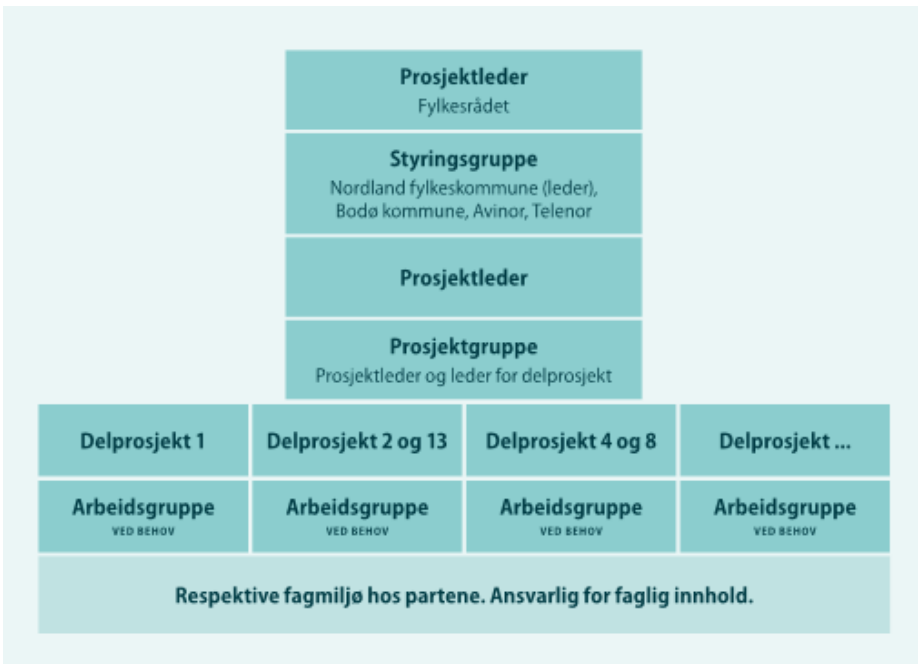 Prosjektleder
Fylkesrådet
Styringsgruppe
Nordland fylkeskommune (leder),
Bodø kommune, Avinor, Telenor
Prosjektleder
Prosjektgruppe
Prosjektleder og leder for delprosjekt
Delprosjekt 1
Delprosjekt 2 og 13
Delprosjekt 4 og 8
Delprosjekt ...
Arbeidsgruppe
VED BEHOV
Arbeidsgruppe
VED BEHOV
Arbeidsgruppe
VED BEHOV
Arbeidsgruppe
VED BEHOV
Respektive fagmiljø hos partene. Ansvarlig for faglig innhold.